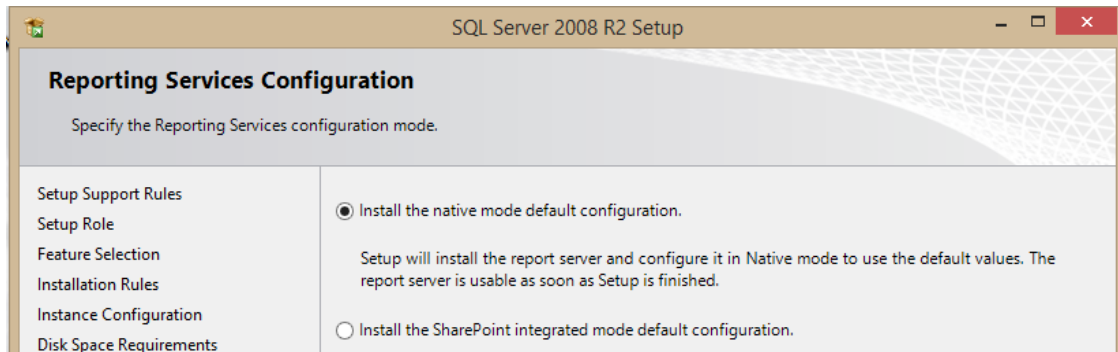 SQL Server 2008 R2 Setup
Reporting Services Configuration
Specify the Reporting Services configuration mode.
Setup Support Rules
Setup Role
Feature Selection
Installation Rules
Instance Configuration
Disk Space Requirements
Install the native mode default configuration.
Setup will install the report server and configure it in Native mode to use the default values. The
report server is usable as soon as Setup is finished.
Install the SharePoint integrated mode default configuration.